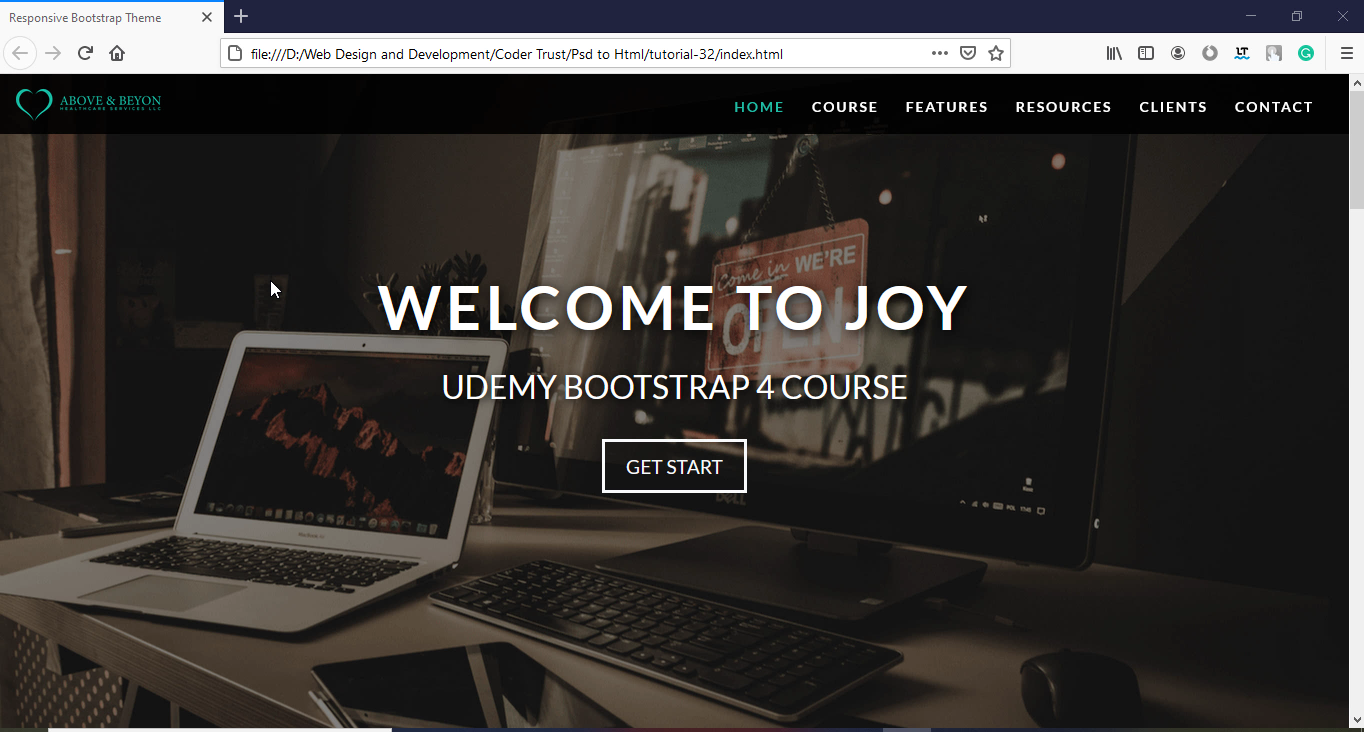 Responsive Bootstrap Theme
file:///D:/Web Design and Development/Coder Trust/Psd to Html/tutorial-32/index.html
LT
G
ABOVE & BEYON
HEALTHCARE SERVICES LLC
HOME COURSE FEATURES RESOURCES CLIENTS CONTACT
come in WE'RE
OPEN
WELCOME TO JOY
UDEMY BOOTSTRAP 4 COURSE
GET START
DELL